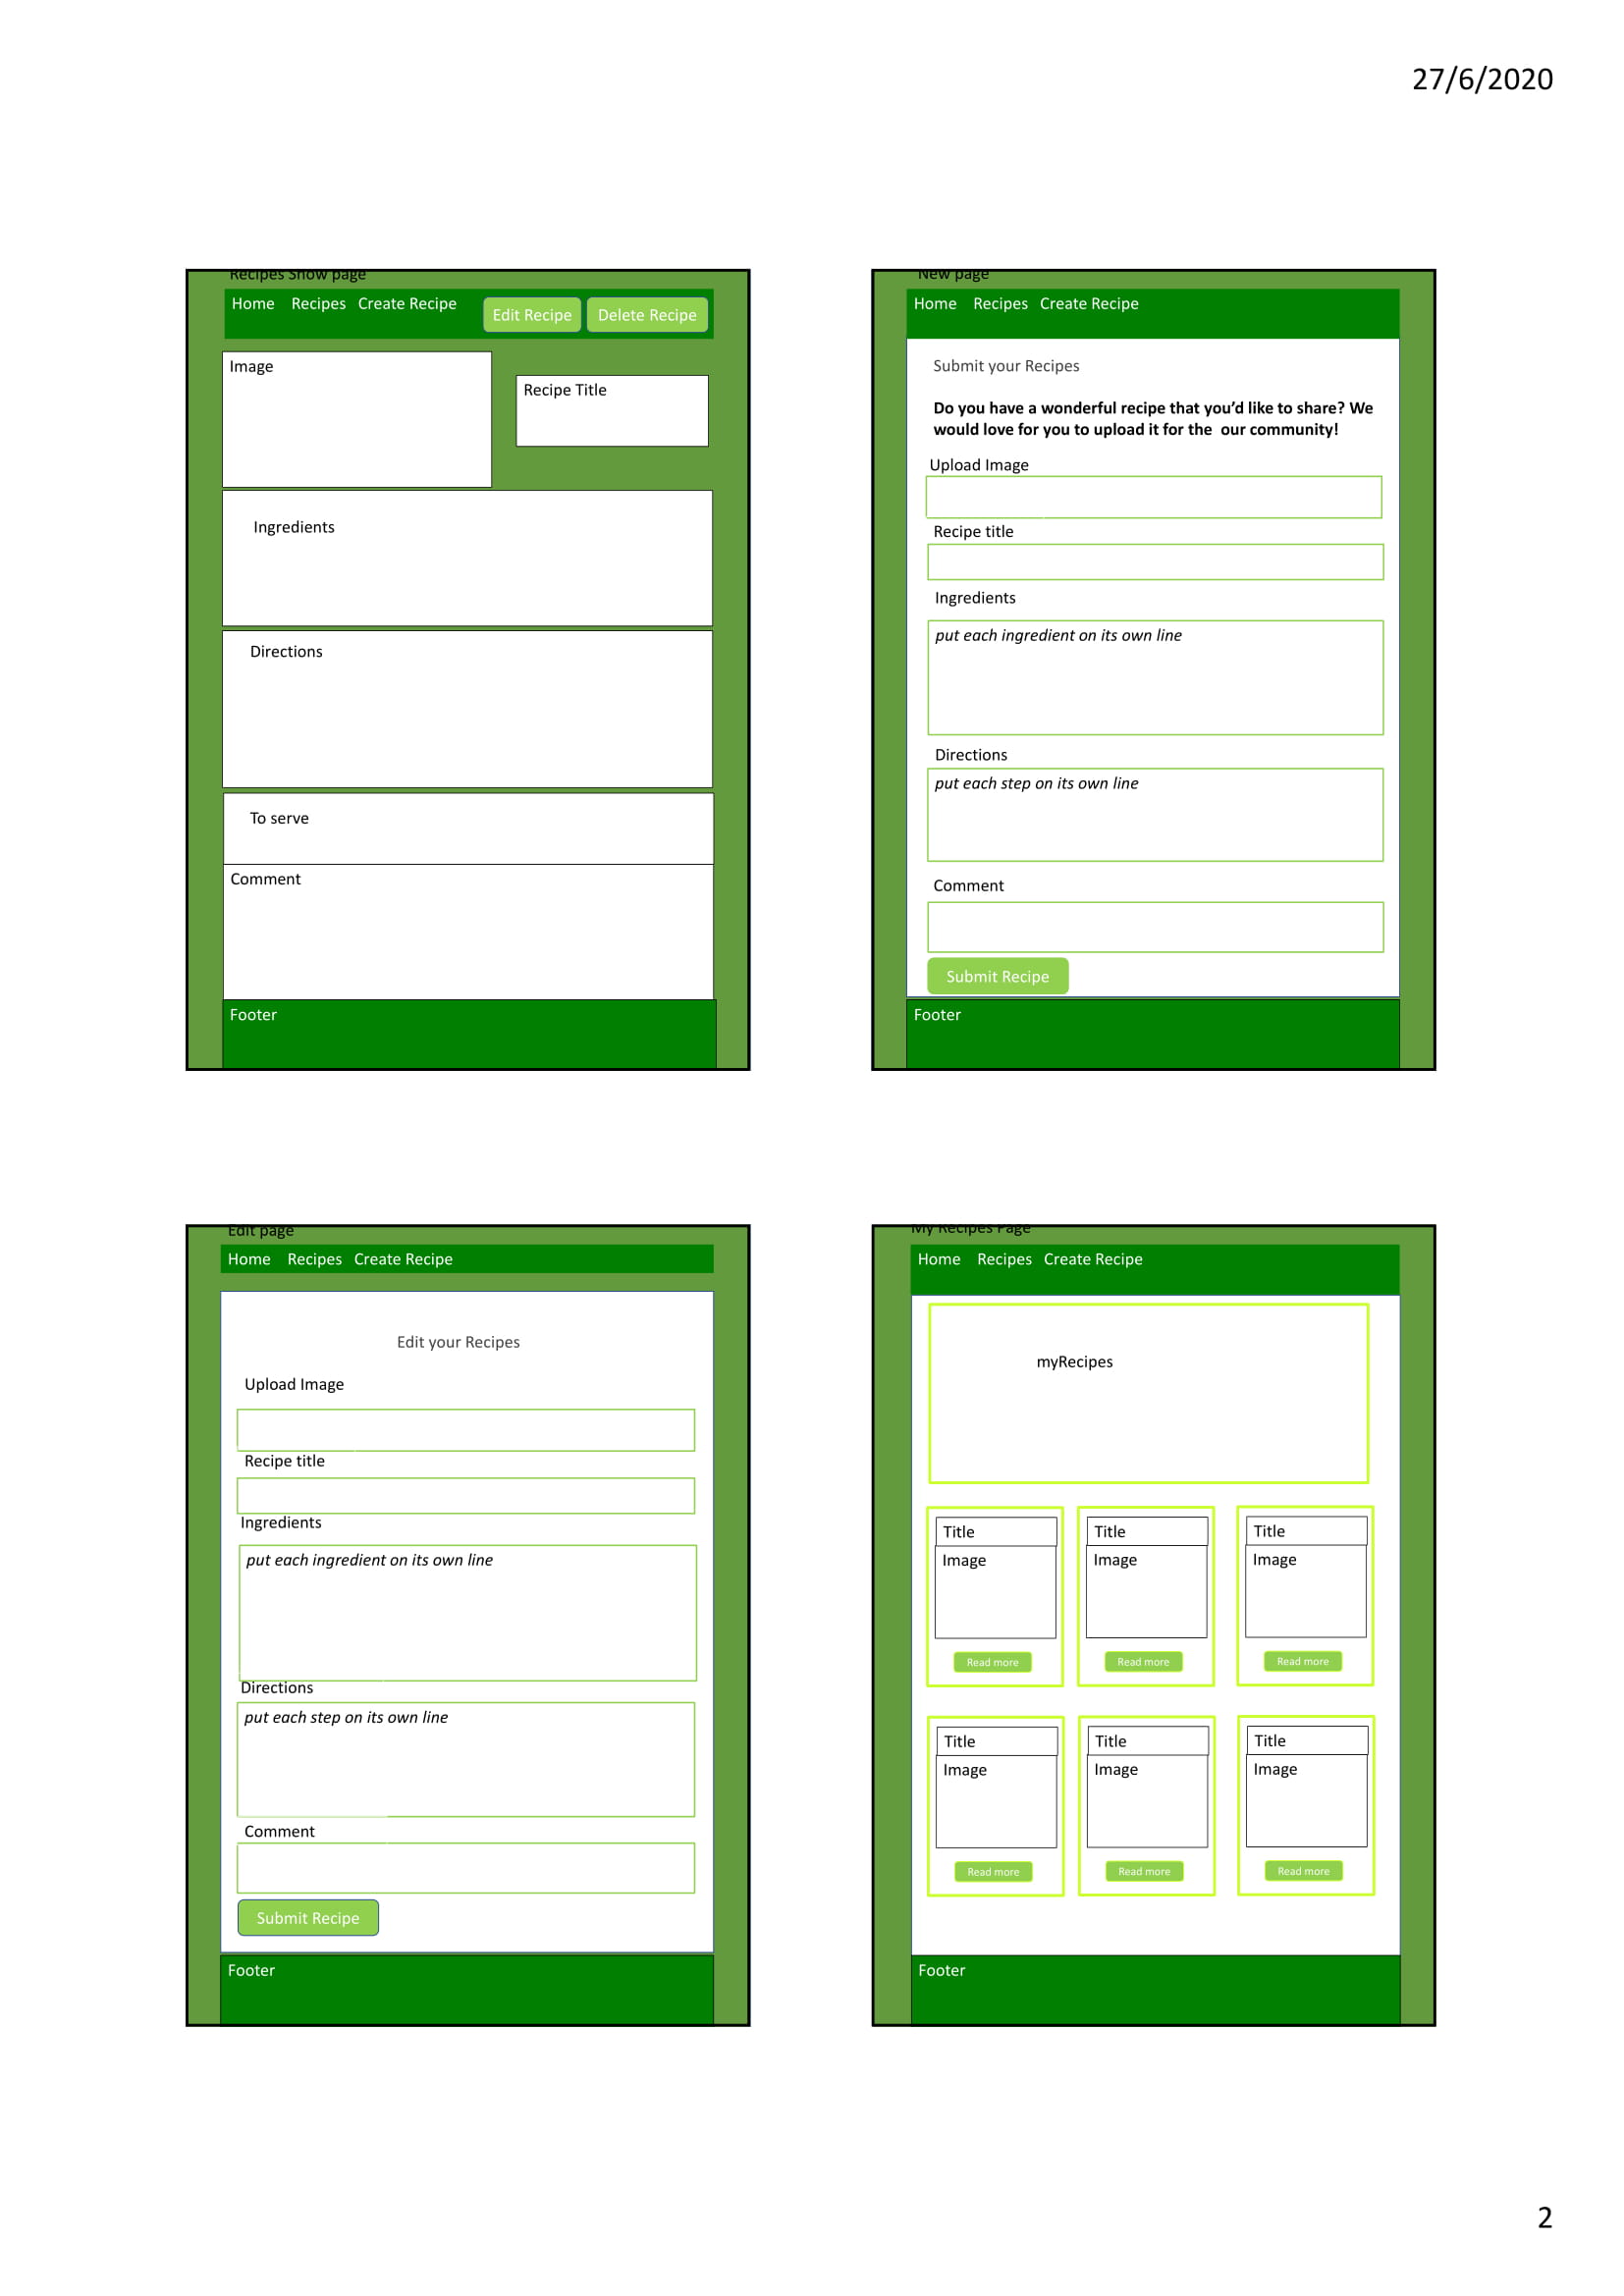 27/6/2020
Recipes Show page
Home Recipes Create Recipe Edit Recipe Delete Recipe
Image
Recipe Title
Ingredients
Directions
To serve
Comment
Footer
New page
Home Recipes Create Recipe
Submit your Recipes
Do you have a wonderful recipe that you’d like to share? We
would love for you to upload it for the  our community!
Upload Image
Recipe title
Ingredients
put each ingredient on its own line
Directions
put each step on its own line
Comment
Submit Recipe
Footer
Edit page
Home Recipes Create Recipe
Edit your Recipes
Upload Image
Recipe title
Ingredients
put each ingredient on its own line
Directions
put each step on its own line
Comment
Submit Recipe
Footer
My Recipes Page
Home Recipes Create Recipe
myRecipes
Title Title Title
Image Image Image
Read more Read more Read more
Title Title Title
Image Image Image
Read more Read more Read more
Footer
2